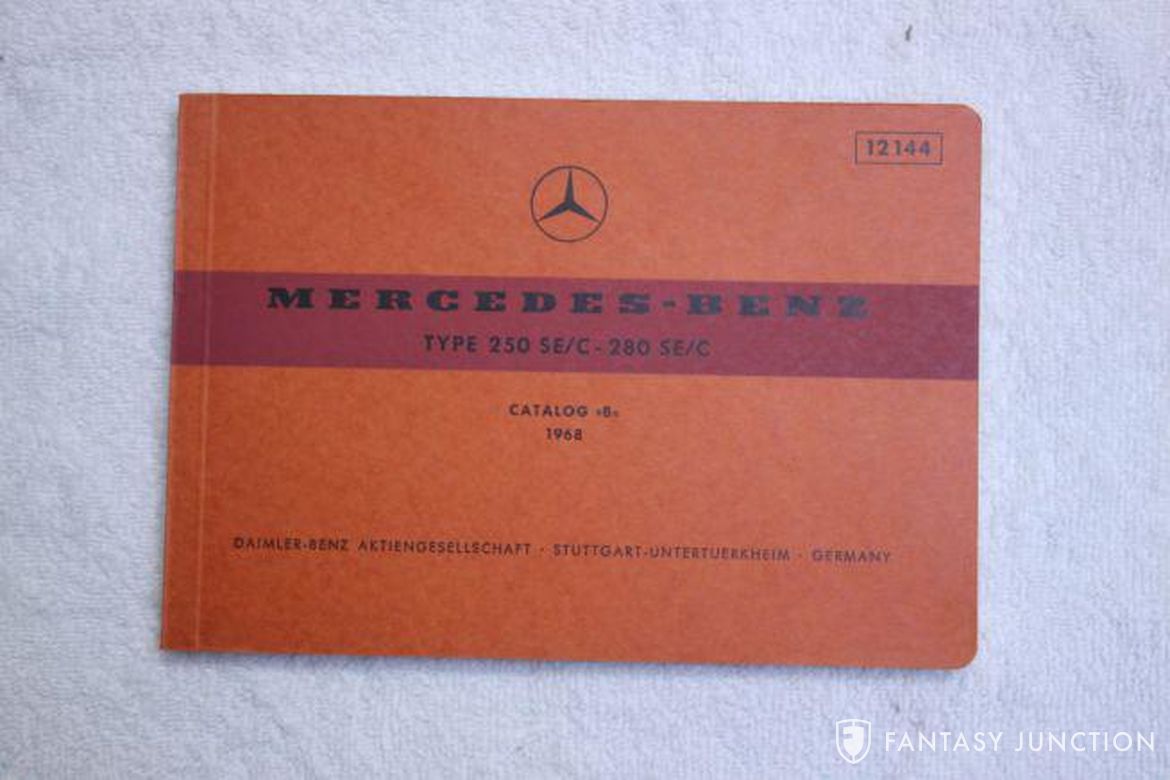 12144
MERCEDES-BENZ
TYPE 250 SE/C - 280 SE/C
CATALOG »B«
1968
DAIMLER-BENZ AKTIENGESELLSCHAFT · STUTTGART-UNTERTUERKHEIM · GERMANY
FANTASY JUNCTION